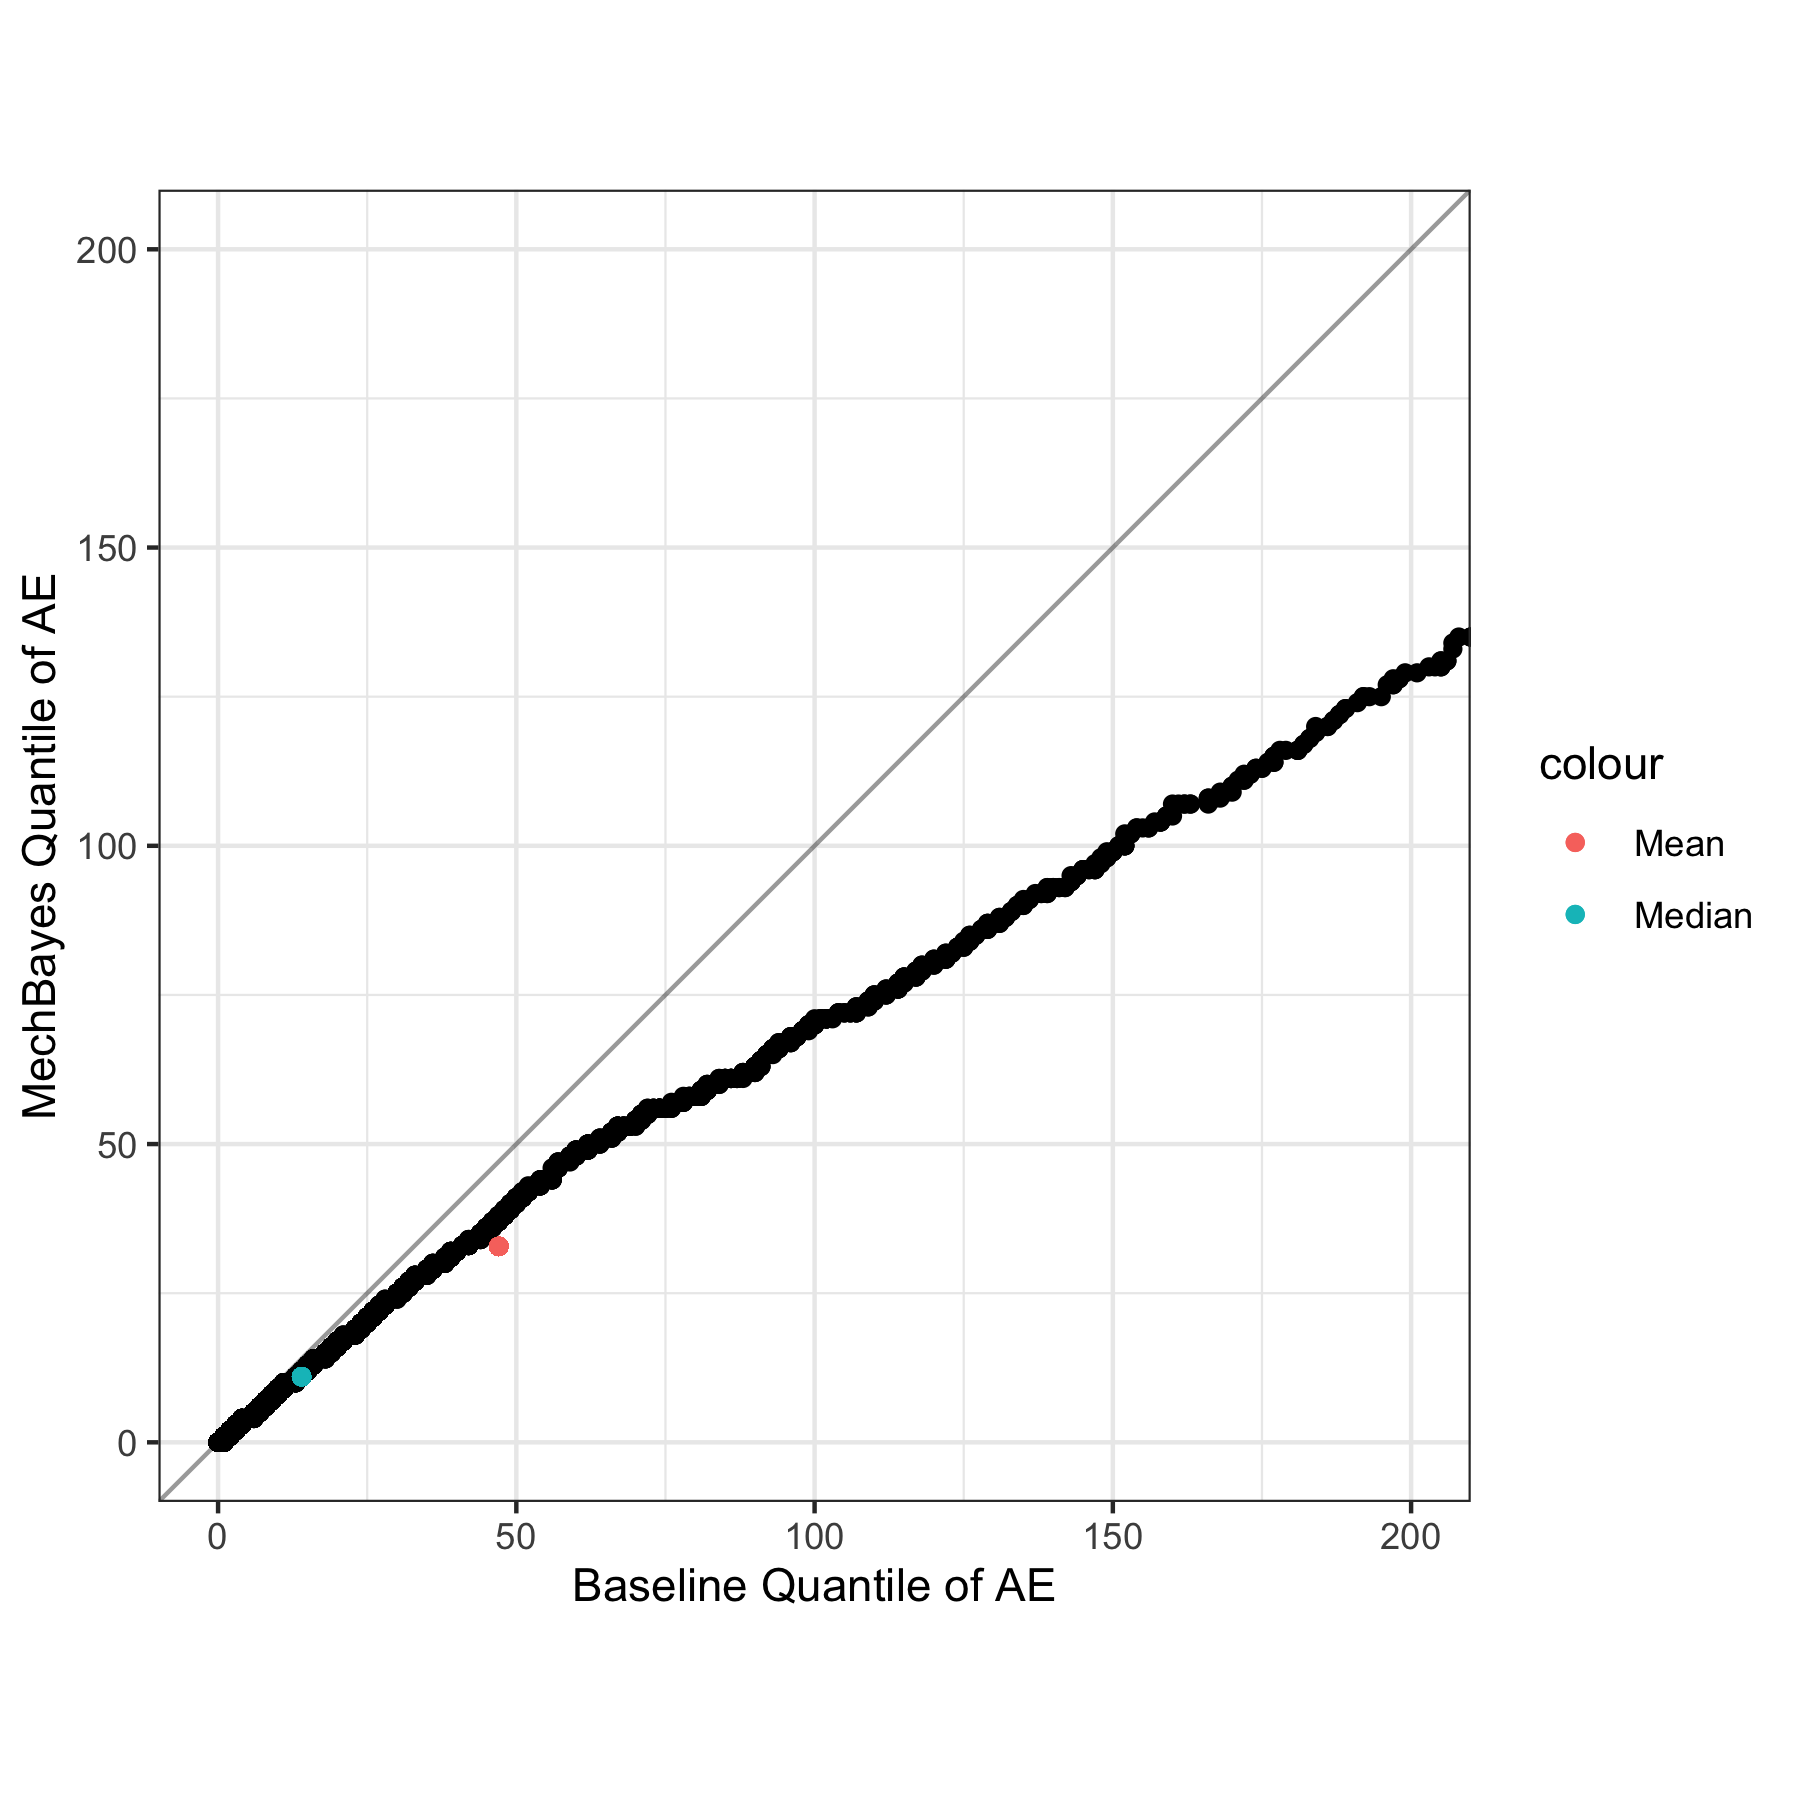 200
150
100
50
0
MechBayes Quantile of AE
0 50 100 150 200
Baseline Quantile of AE
colour
Mean
Median